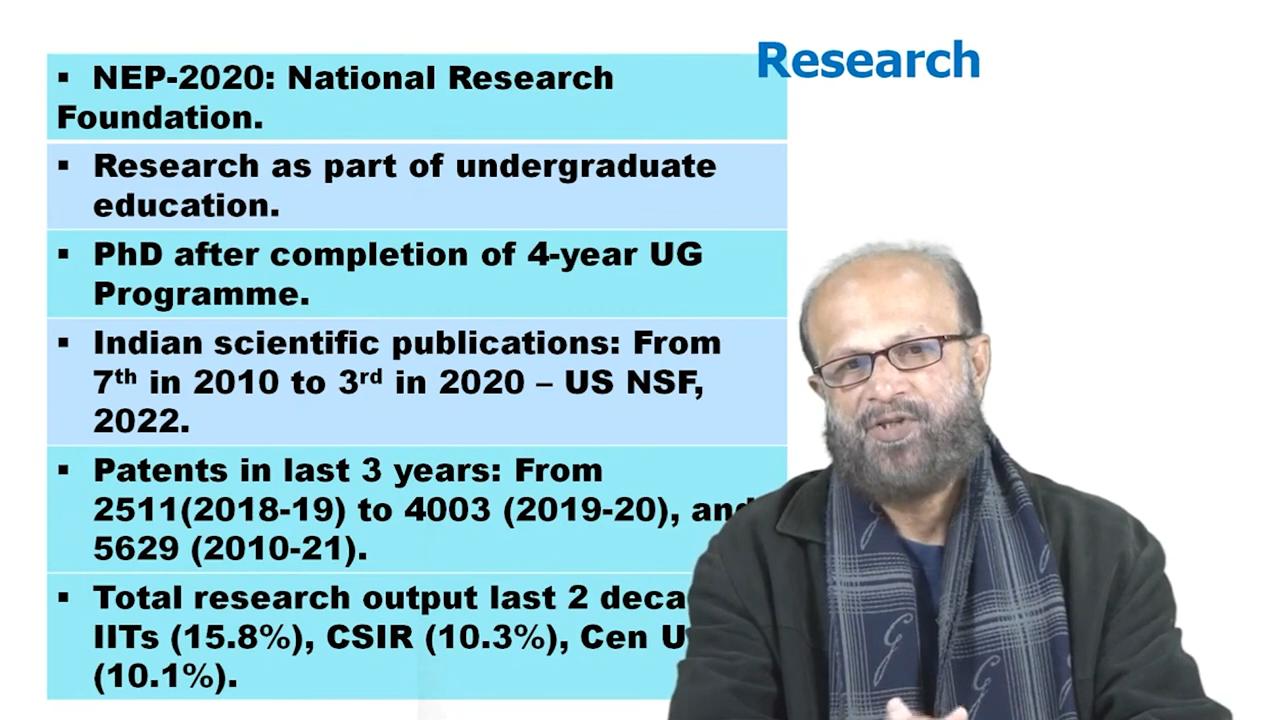 Research
▪ NEP-2020: National Research
Foundation.
▪ Research as part of undergraduate
education.
▪ PhD after completion of 4-year UG
Programme.
▪ Indian scientific publications: From
7th in 2010 to 3rd in 2020 – US NSF,
2022.
▪ Patents in last 3 years: From
2511(2018-19) to 4003 (2019-20), and
5629 (2010-21).
▪ Total research output last 2
IITs (15.8%), CSIR (10.3%), Cen
(10.1%).